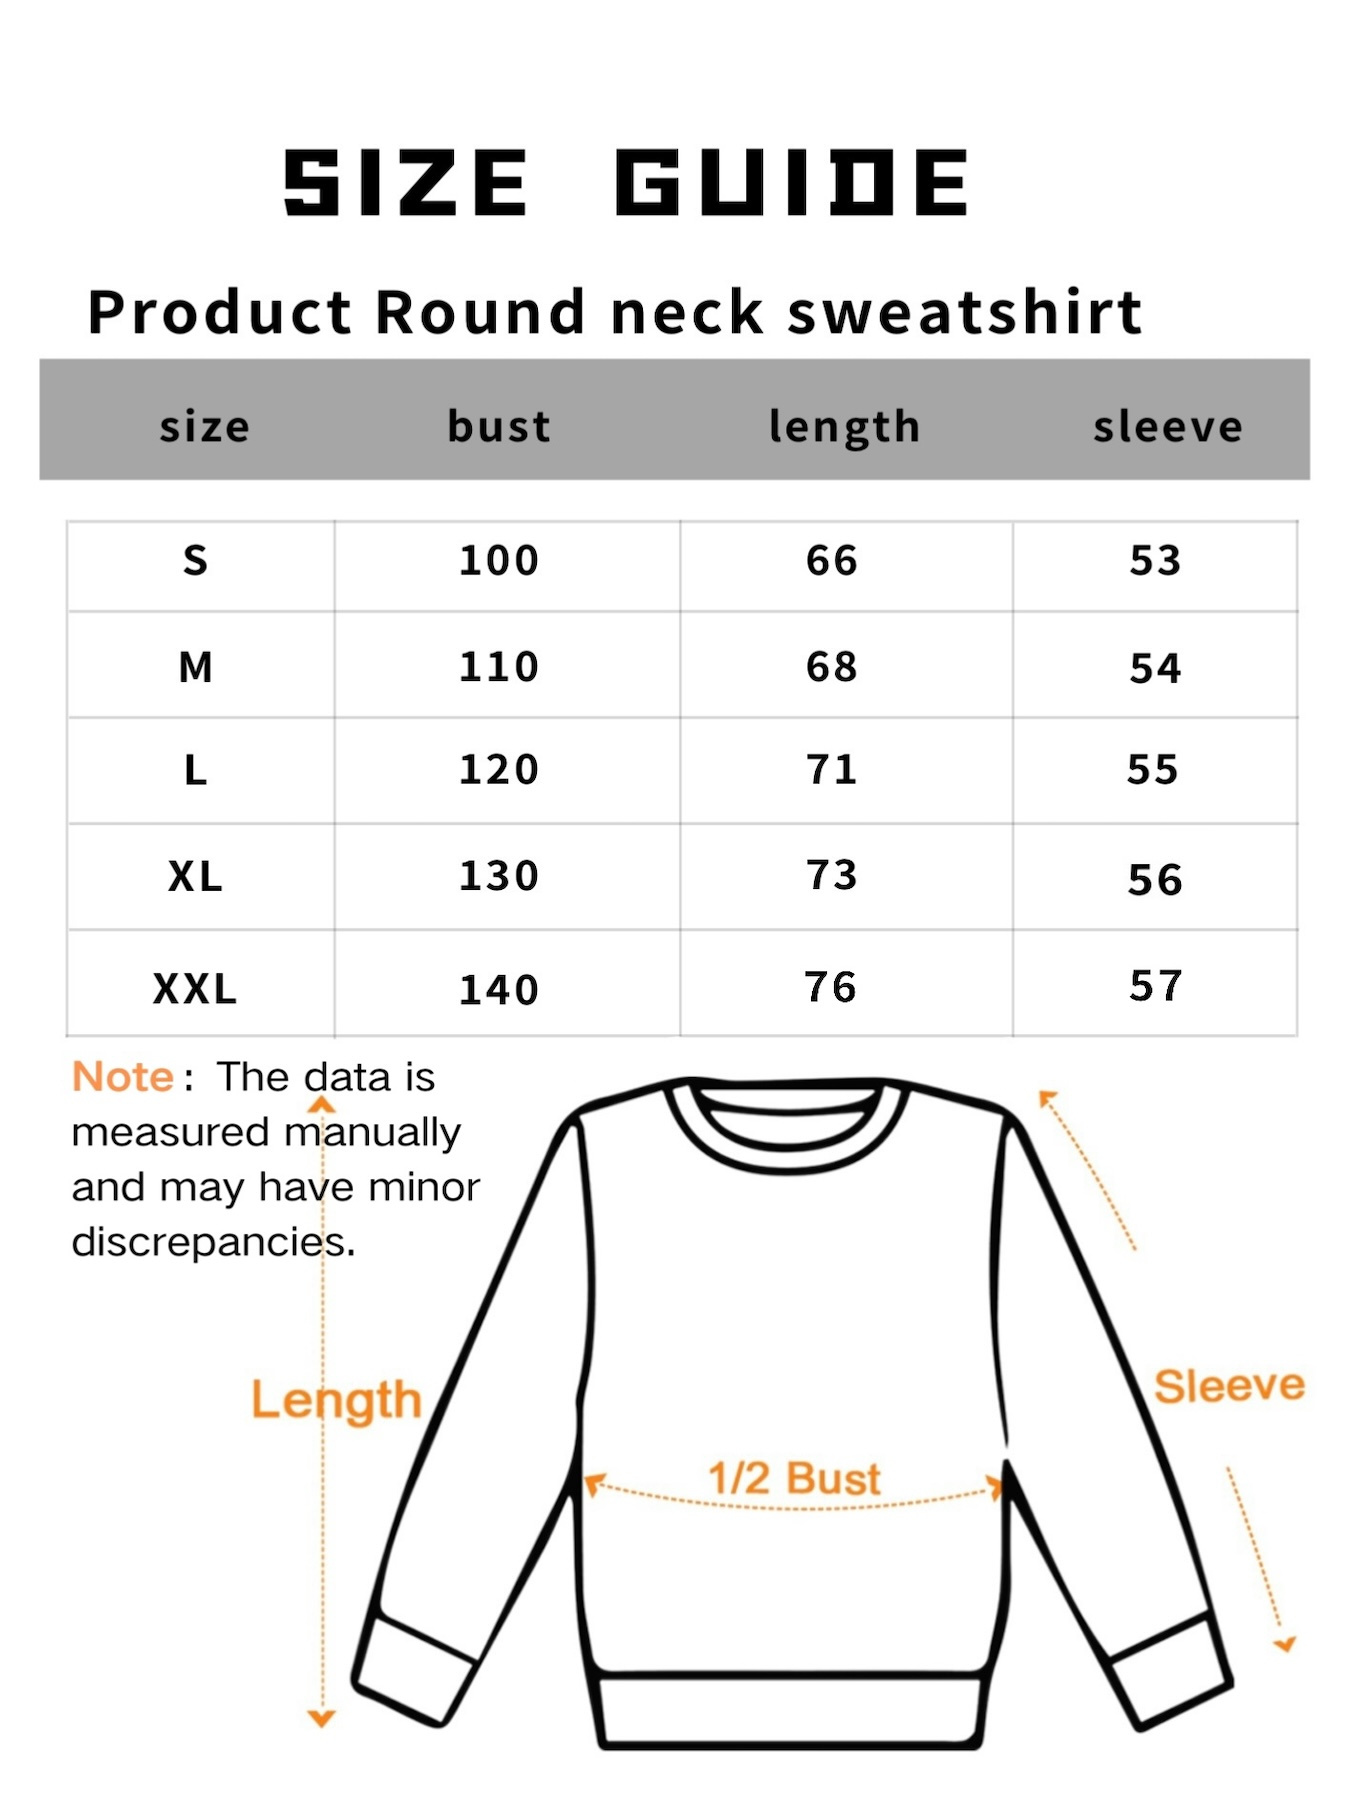 SIZE GUIDE
Product Round neck sweatshirt
size bust length sleeve
S 100 66 53
M 110 68 54
L 120 71 55
XL 130 73 56
XXL 140 76 57
Note: The data is
measured manually
and may have minor
discrepancies.
Length
Sleeve
1/2 Bust